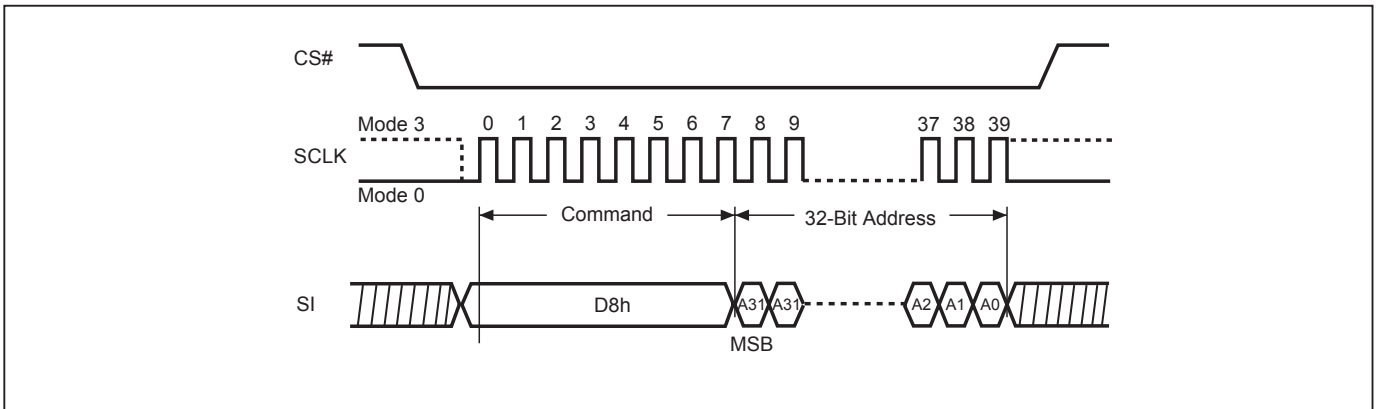 CS#
Mode 3
0 1 2 3 4 5 6 7 8 9 37 38 39
SCLK
Mode 0
Command
32-Bit Address
SI
D8h
A31 A31 A2 A1 A0
MSB